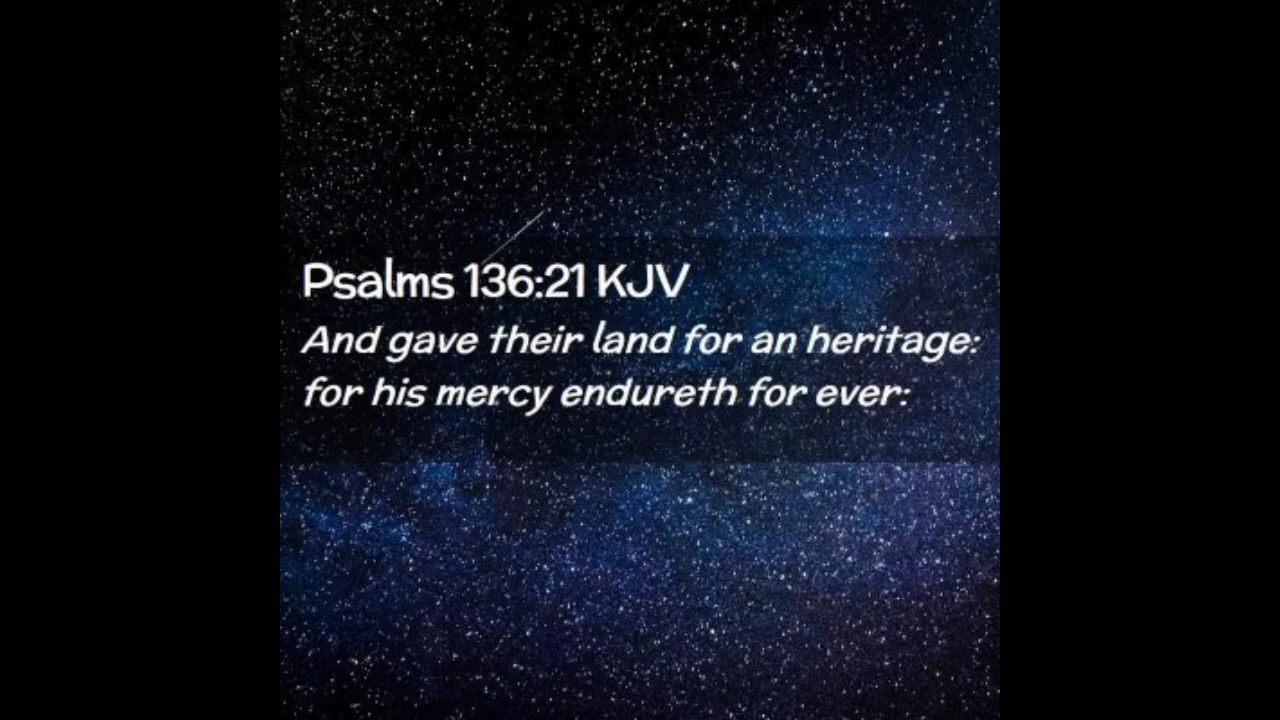 Psalms 136:21 KJV
And gave their land for an heritage:
for his mercy endureth for ever: